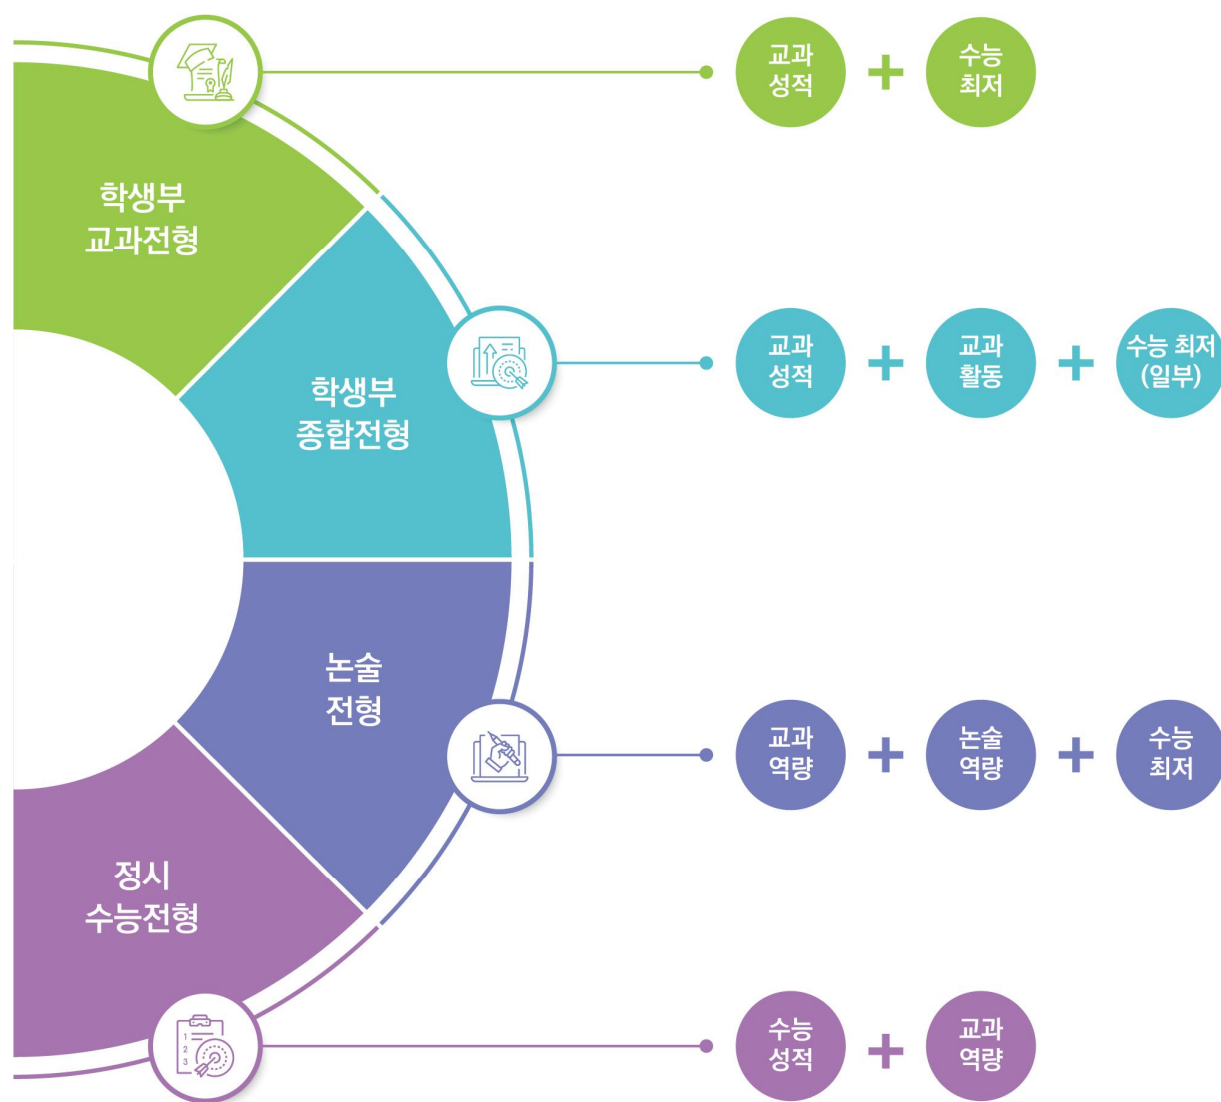 학생부
교과전형
교과
성적
+
수능
최저
학생부
종합전형
교과
성적
+
교과
활동
+
수능 최저
(일부)
논술
전형
교과
역량
+
논술
역량
+
수능
최저
정시
수능전형
1
2
3
수능
성적
+
교과
역량